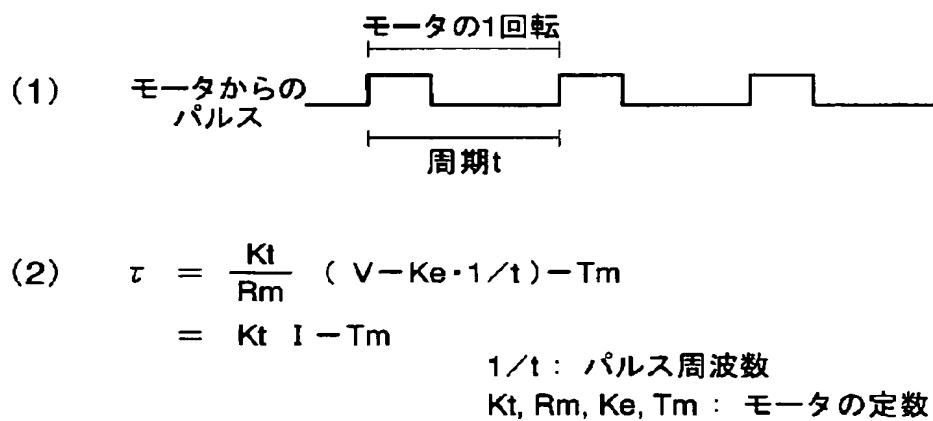 モータの1回転
(1) モータからの
パルス
周期t
(2) τ = Kt/Rm ( V−Ke・1/t)−Tm
= Kt I −Tm
1/t : パルス周波数
Kt, Rm, Ke, Tm : モータの定数